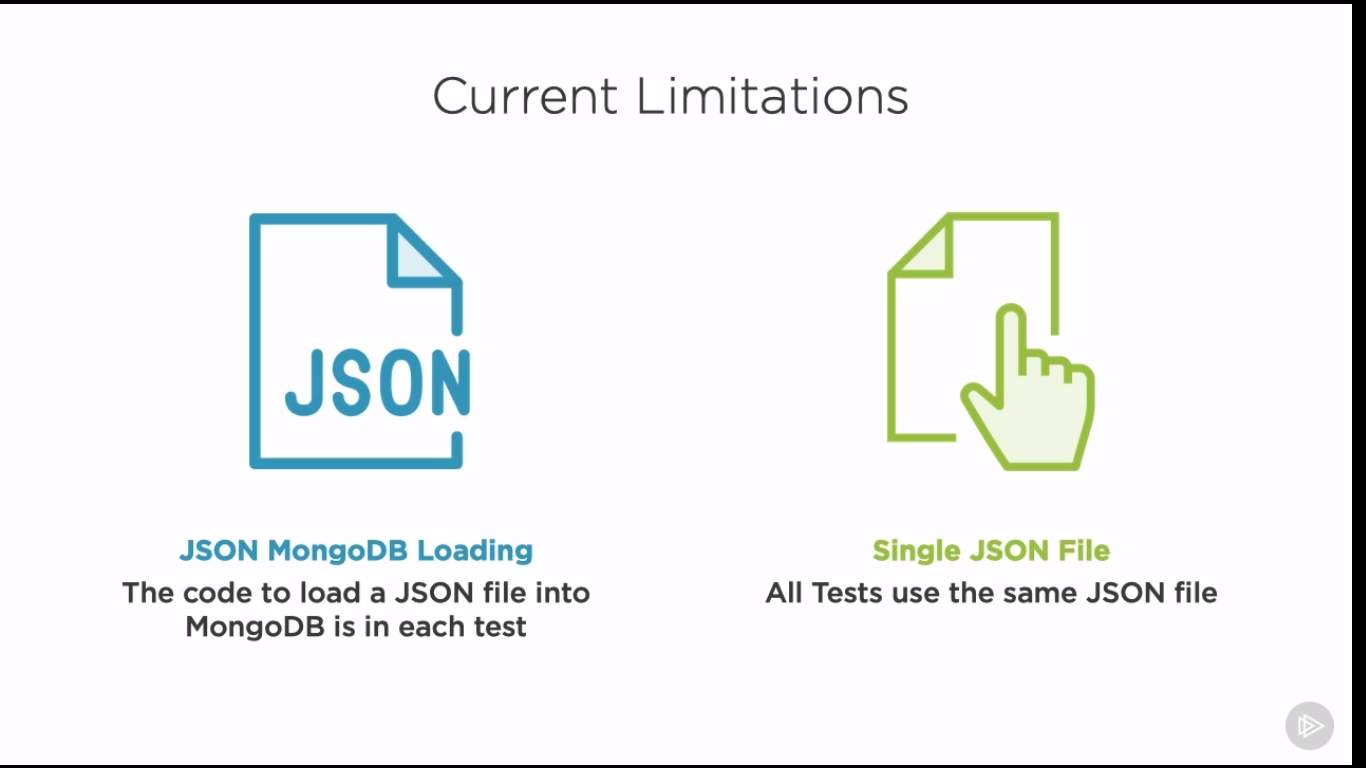 Current Limitations
JSON
JSON MongoDB Loading
The code to load a JSON file into
MongoDB is in each test
Single JSON File
All Tests use the same JSON file